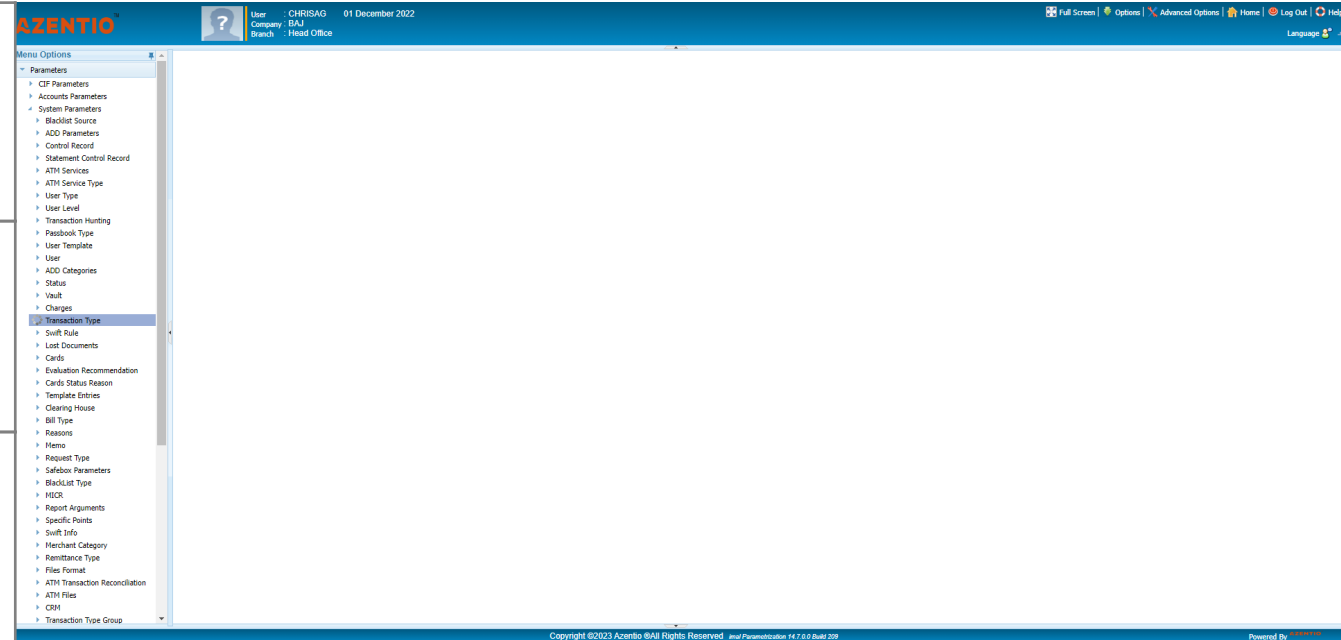 AZENTIO
User : CHRISAG 01 December 2022
Company : BAJ
Branch : Head Office
Full Screen | Options | Advanced Options | Home | Log Out | Help
Language
Menu Options
Parameters
CIF Parameters
Accounts Parameters
System Parameters
Blacklist Source
ADD Parameters
Control Record
Statement Control Record
ATM Services
ATM Service Type
User Type
User Level
Transaction Hunting
Passbook Type
User Template
User
ADD Categories
Status
Vault
Charges
Transaction Type
Swift Rule
Lost Documents
Cards
Evaluation Recommendation
Cards Status Reason
Template Entries
Clearing House
Bill Type
Reasons
Memo
Request Type
Safebox Parameters
BlackList Type
MICR
Report Arguments
Specific Points
Swift Info
Merchant Category
Remittance Type
Files Format
ATM Transaction Reconciliation
ATM Files
CRM
Transaction Type Group
Copyright ©2023 Azentio ®All Rights Reserved imal Parametrization 14.7.0.0 Build 209
Powered By AZENTIO